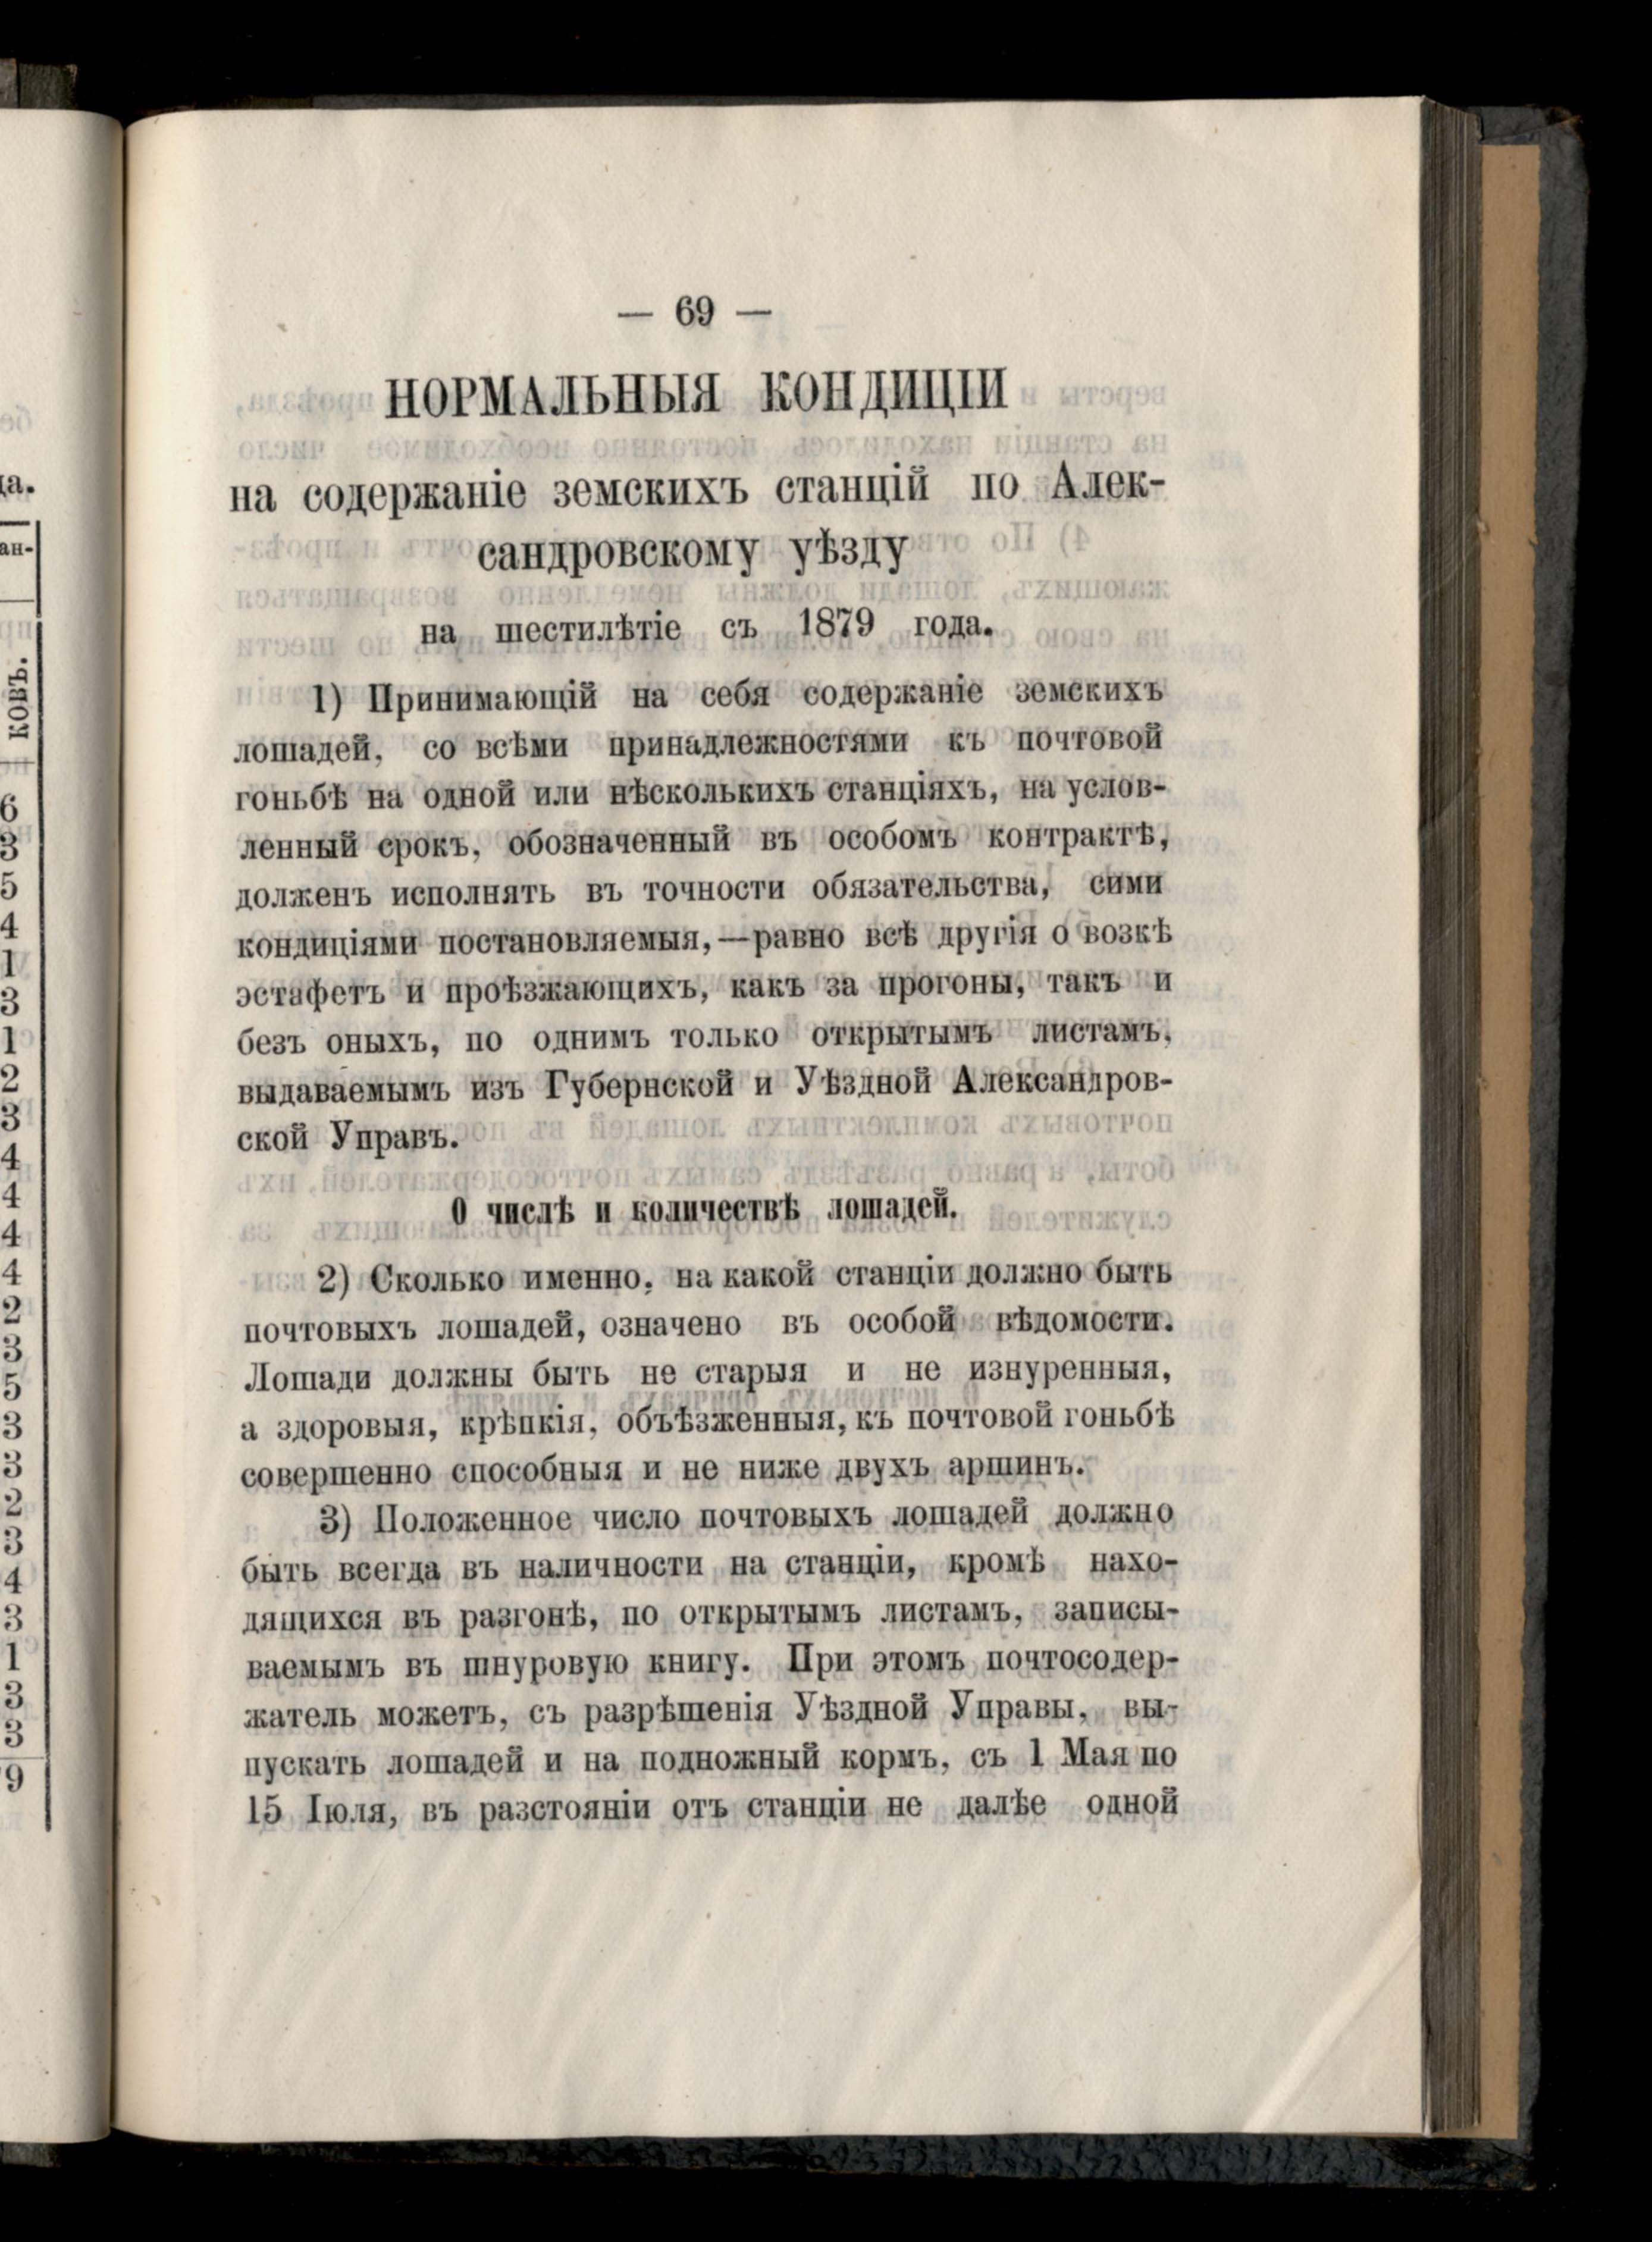 — 69 —
НОРМАЛЬНЫЯ КОНДИЦІИ
на содержаніе земскихъ станцій по Алек-
сандровскому уѣзду
на шестилѣтіе съ 1879 года.
1) Принимающій на себя содержаніе земскихъ
лошадей, со всѣми принадлежностями къ почтовой
гоньбѣ на одной или нѣсколькихъ станціяхъ, на услов-
ленный срокъ, обозначенный въ особомъ контрактѣ,
долженъ исполнять въ точности обязательства, сими
кондиціями постановляемыя,—равно всѣ другія о возкѣ
эстафетъ и проѣзжающихъ, какъ за прогоны, такъ и
безъ оныхъ, по однимъ только открытымъ листамъ,
выдаваемымъ изъ Губернской и Уѣздной Александров-
ской Управъ.
О числѣ и количествѣ лошадей.
2) Сколько именно, на какой станціи должно быть
почтовыхъ лошадей, означено въ особой вѣдомости.
Лошади должны быть не старыя и не изнуренныя,
а здоровыя, крѣпкія, объѣзженныя, къ почтовой гоньбѣ
совершенно способныя и не ниже двухъ аршинъ.
3) Положенное число почтовыхъ лошадей должно
быть всегда въ наличности на станціи, кромѣ нахо-
дящихся въ разгонѣ, по открытымъ листамъ, записы-
ваемымъ въ шнуровую книгу. При этомъ почтосодер-
жатель можетъ, съ разрѣшенія Уѣздной Управы, вы-
пускать лошадей и на подножный кормъ, съ 1 Мая по
15 Іюля, въ разстояніи отъ станціи не далѣе одной